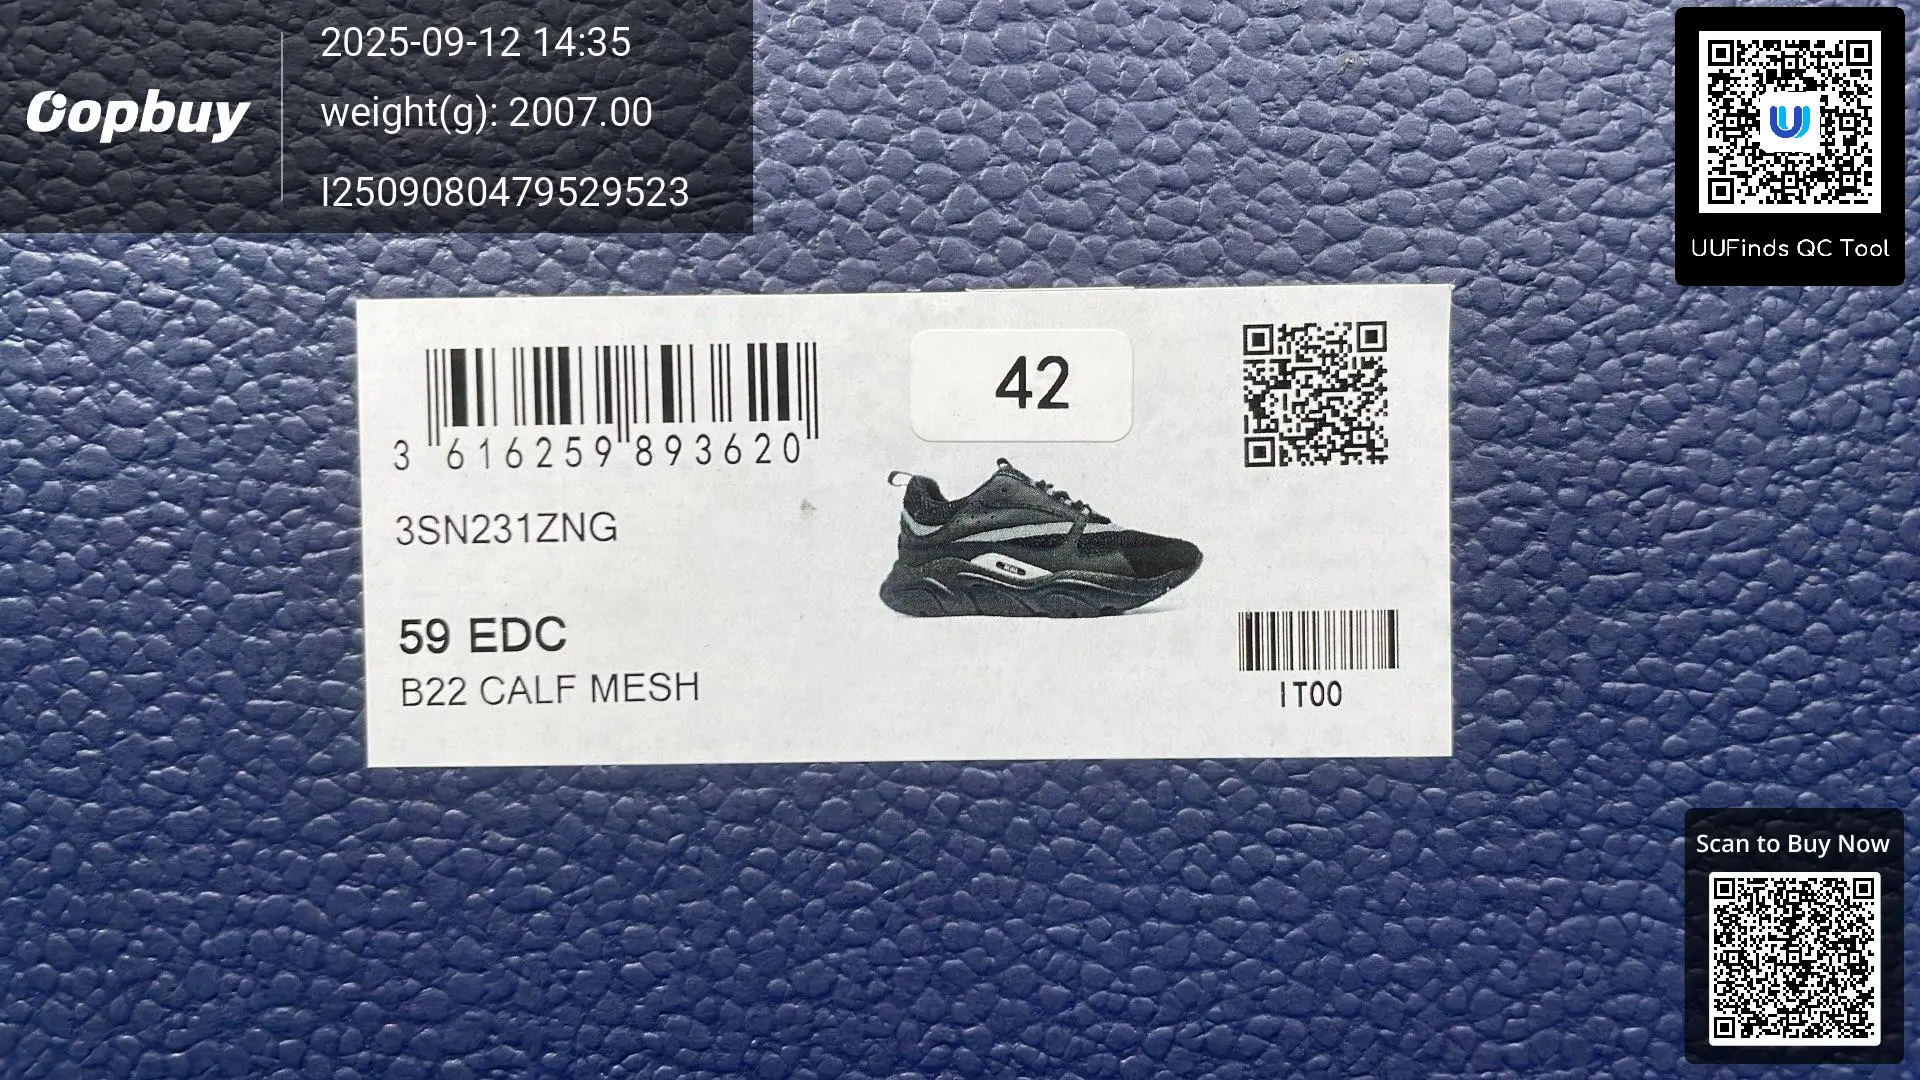 Oopbuy
2025-09-12 14:35
weight(g): 2007.00
I2509080479529523
UUFinds QC Tool
42
3 616259 893620
3SN231ZNG
59 EDC
B22 CALF MESH
IT00
Scan to Buy Now